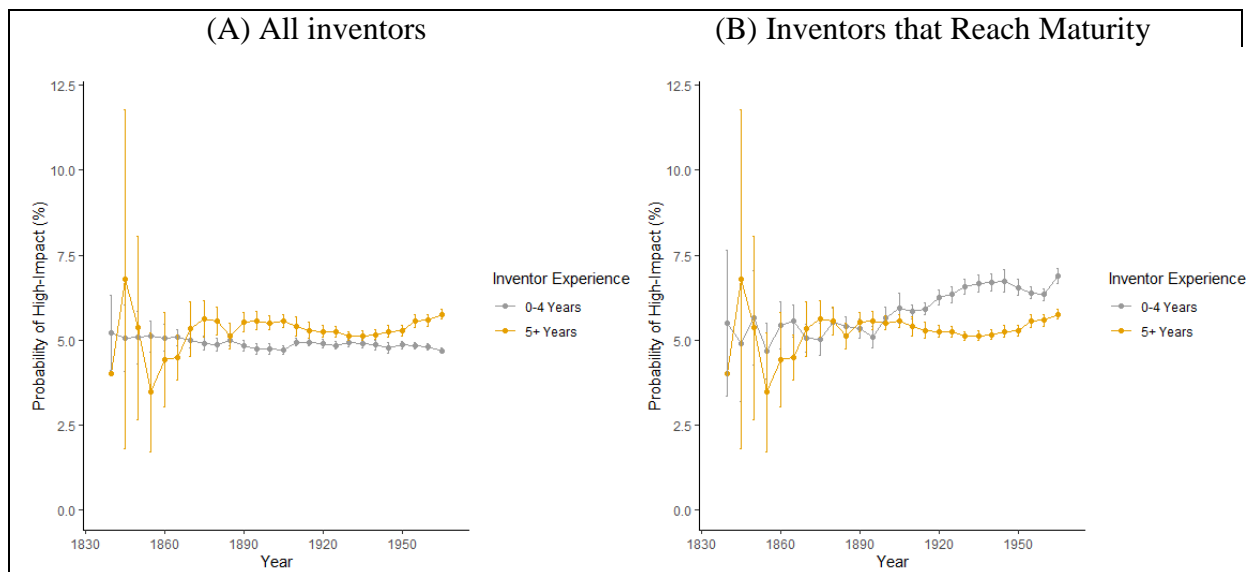 (A) All inventors
12.5
10.0
7.5
5.0
2.5
0.0
Probability of High-Impact (%)
1830 1860 1890 1920 1950
Year
Inventor Experience
0-4 Years
5+ Years
(B) Inventors that Reach Maturity
12.5
10.0
7.5
5.0
2.5
0.0
Probability of High-Impact (%)
1830 1860 1890 1920 1950
Year
Inventor Experience
0-4 Years
5+ Years